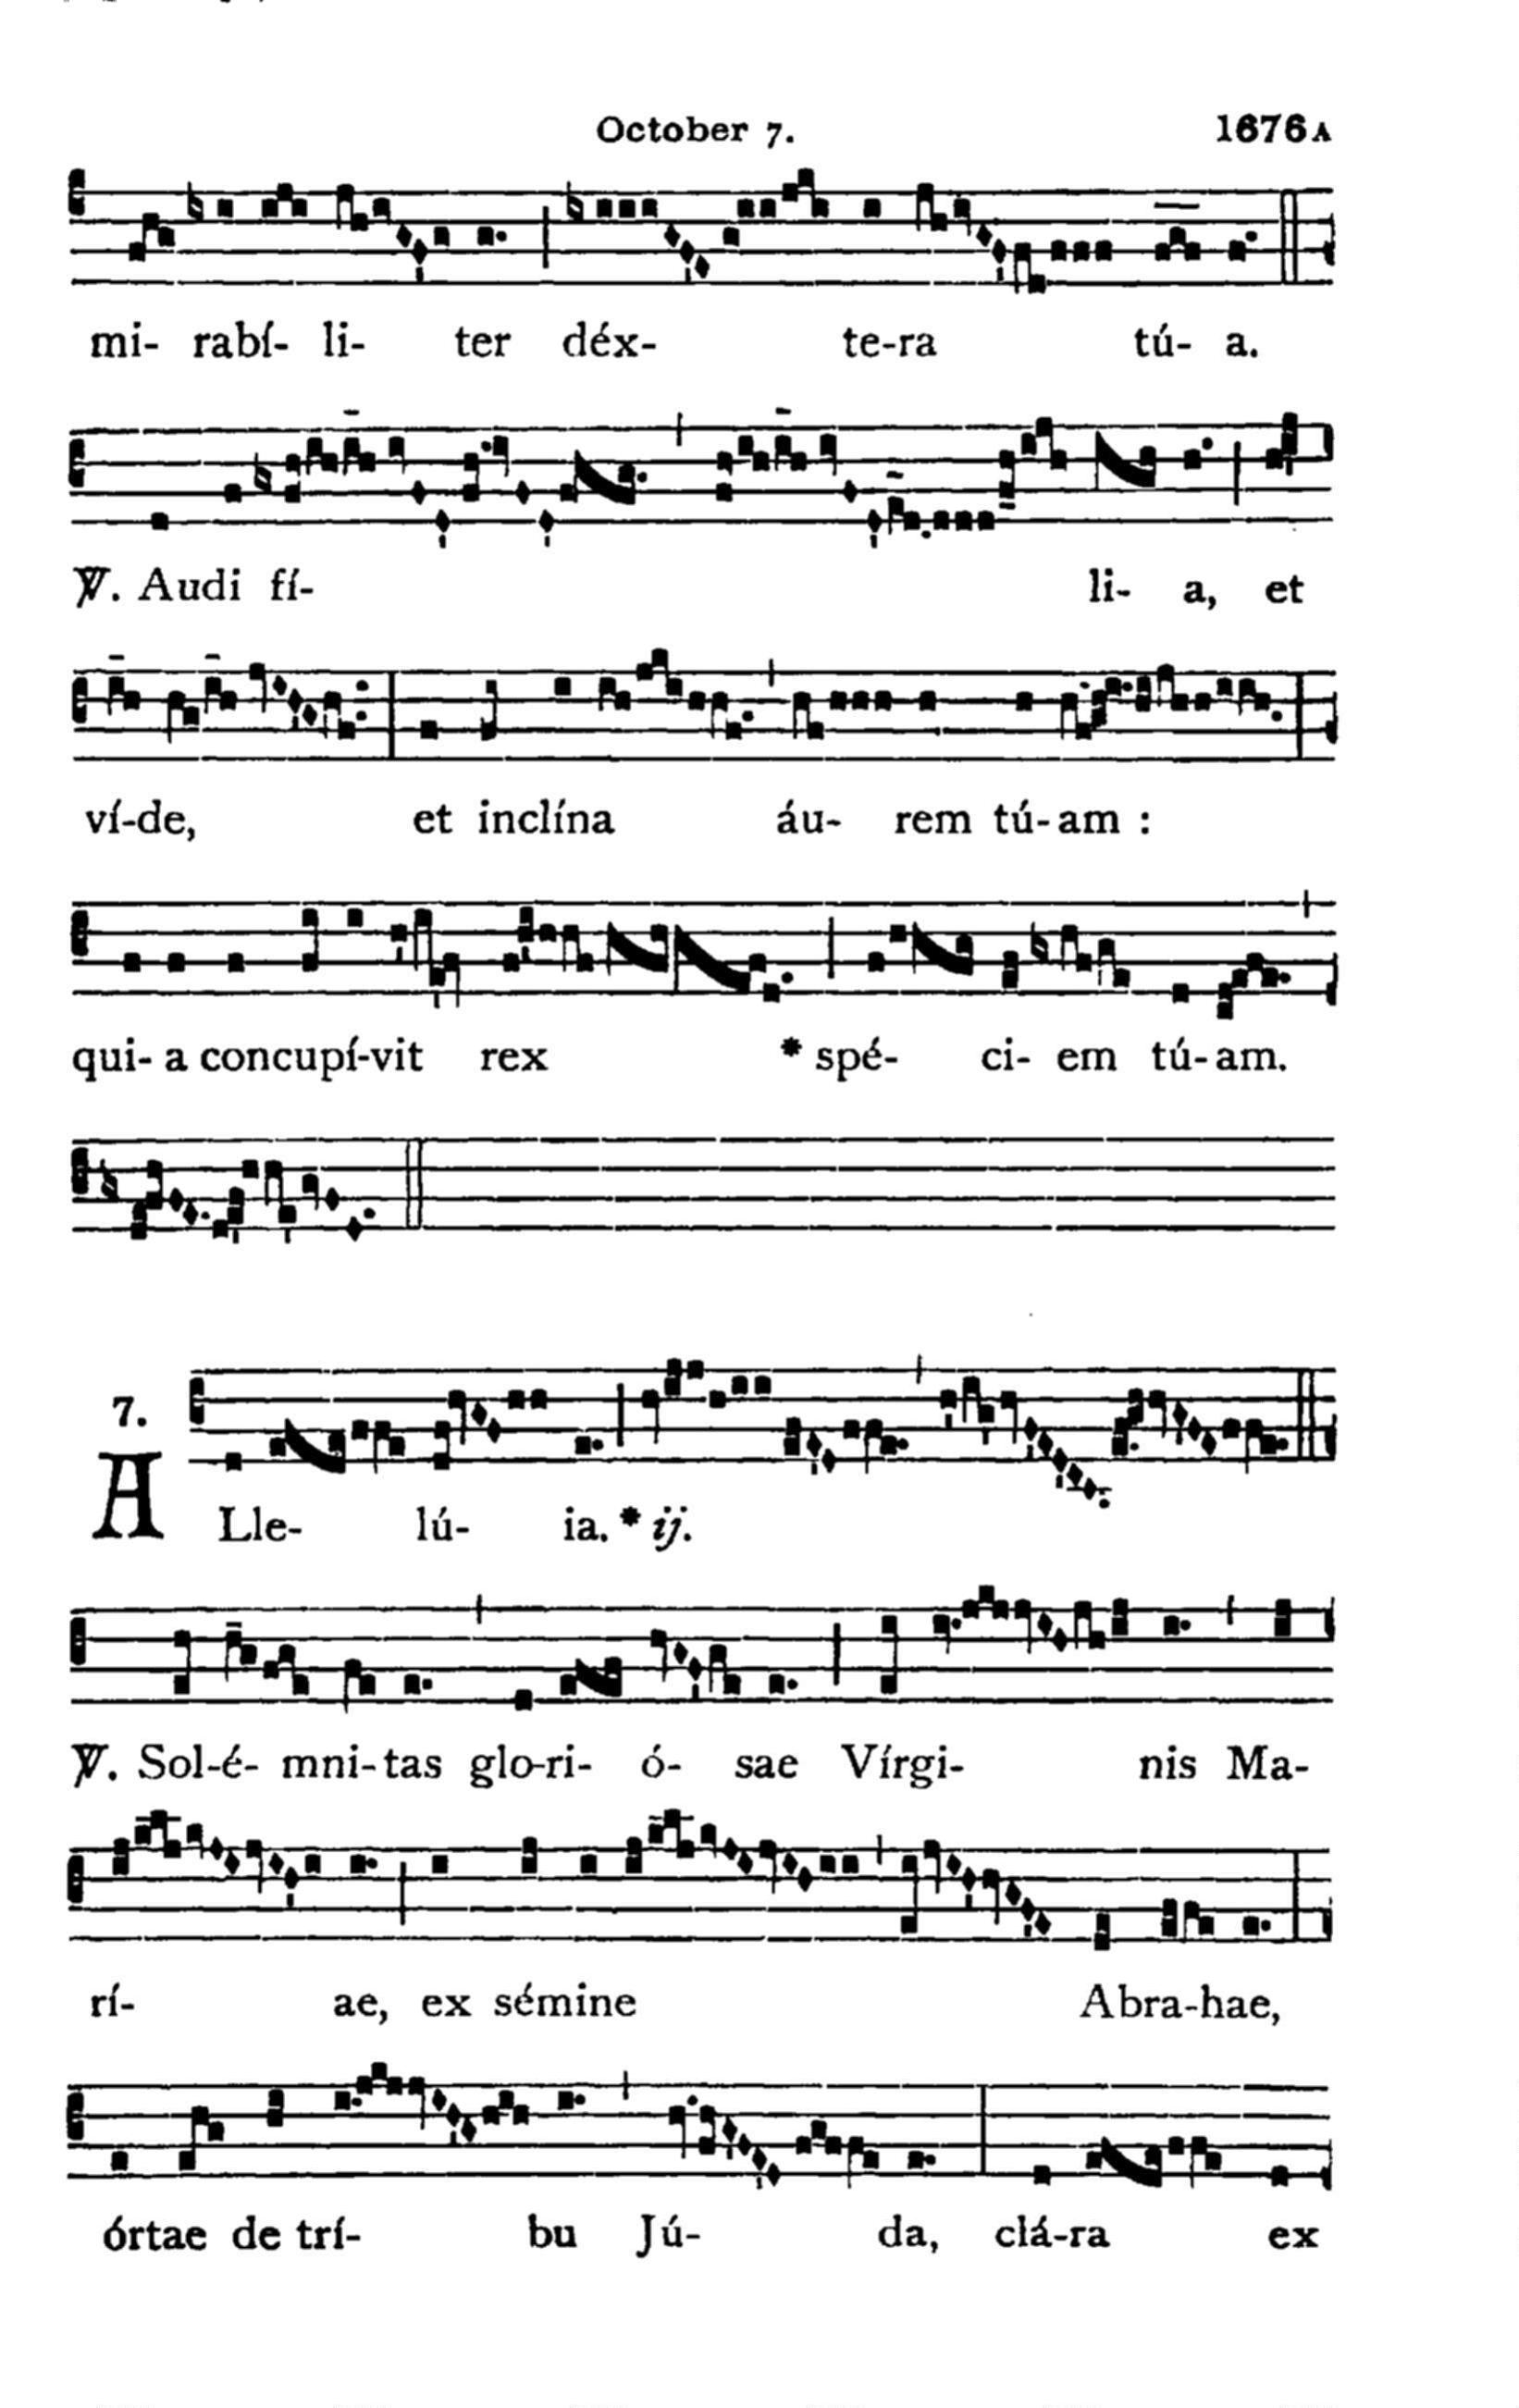 October 7. 1676A
mi- rabí- li- ter déx- te-ra tú- a.
℣. Audi fí- li- a, et
ví-de, et inclína áu- rem tú-am :
qui- a concupí-vit rex * spé- ci- em tú-am.
7.
ALle- lú- ia. * ij.
℣. Sol-é- mni-tas glo-ri- ó- sae Vírgi- nis Ma-
rí- ae, ex sémine Abra-hae,
órtae de trí- bu Jú- da, clá-ra ex